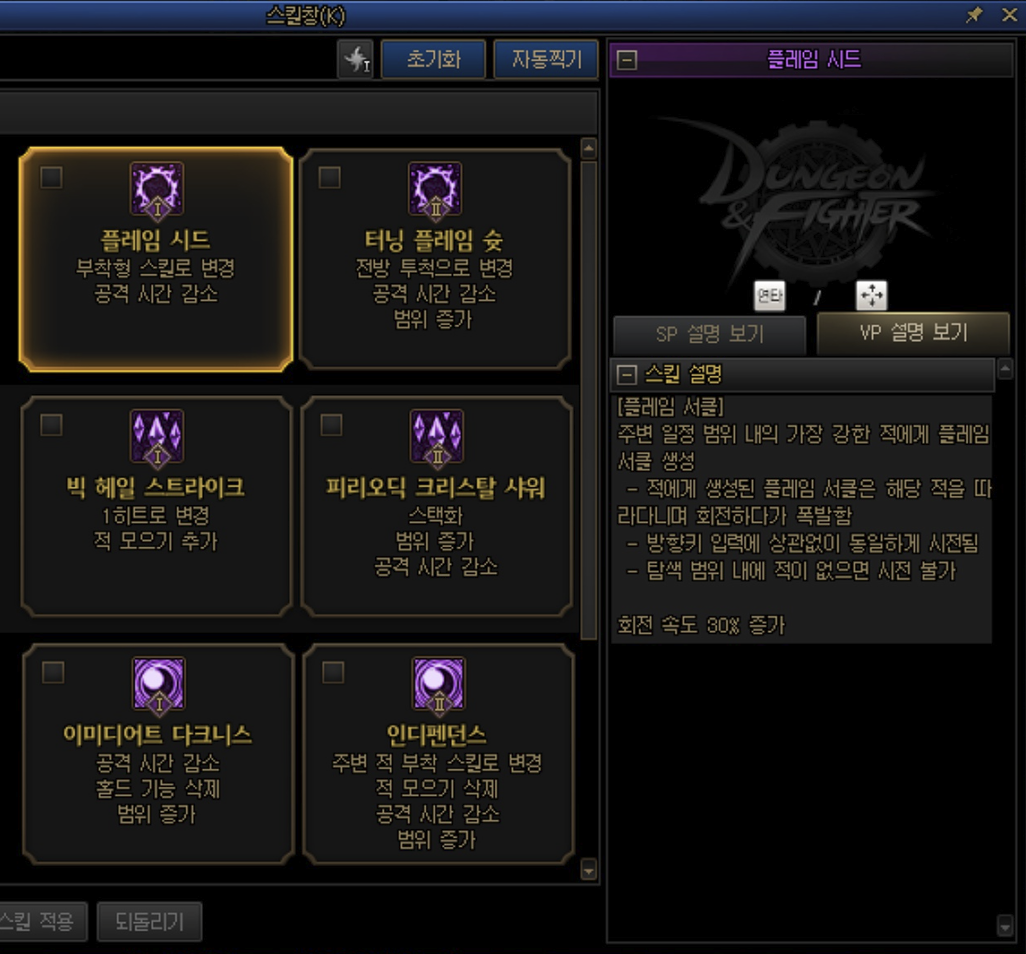 스킬창(K)
초기화
자동찍기
플레임 시드
DUNGEON
& FIGHTER
I
플레임 시드
부착형 스킬로 변경
공격 시간 감소
II
터닝 플레임 슛
전방 투척으로 변경
공격 시간 감소
범위 증가
연타 /
SP 설명 보기
VP 설명 보기
스킬 설명
[플레임 서클]
주변 일정 범위 내의 가장 강한 적에게 플레임
서클 생성
- 적에게 생성된 플레임 서클은 해당 적을 따
라다니며 회전하다가 폭발함
- 방향키 입력에 상관없이 동일하게 시전됨
- 탐색 범위 내에 적이 없으면 시전 불가
회전 속도 30% 증가
I
빅 헤일 스트라이크
1히트로 변경
적 모으기 추가
II
피리오딕 크리스탈 샤워
스택화
범위 증가
공격 시간 감소
I
이미디어트 다크니스
공격 시간 감소
홀드 기능 삭제
범위 증가
II
인디펜던스
주변 적 부착 스킬로 변경
적 모으기 삭제
공격 시간 감소
범위 증가
스킬 적용
되돌리기